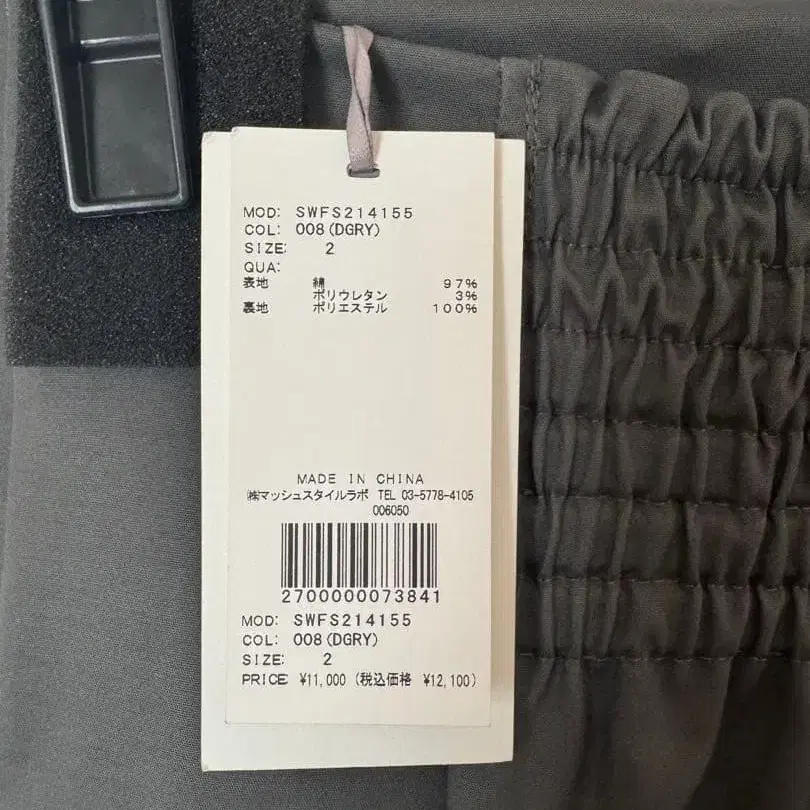 MOD: SWFS214155
COL: 008(DGRY)
SIZE: 2
QUA:
表地 綿 97%
ポリウレタン 3%
裏地 ポリエステル 100%
MADE IN CHINA
㈱マッシュスタイルラボ TEL 03-5778-4105
006050
2700000073841
MOD: SWFS214155
COL: 008(DGRY)
SIZE: 2
PRICE: ¥11,000 (税込価格 ¥12,100)